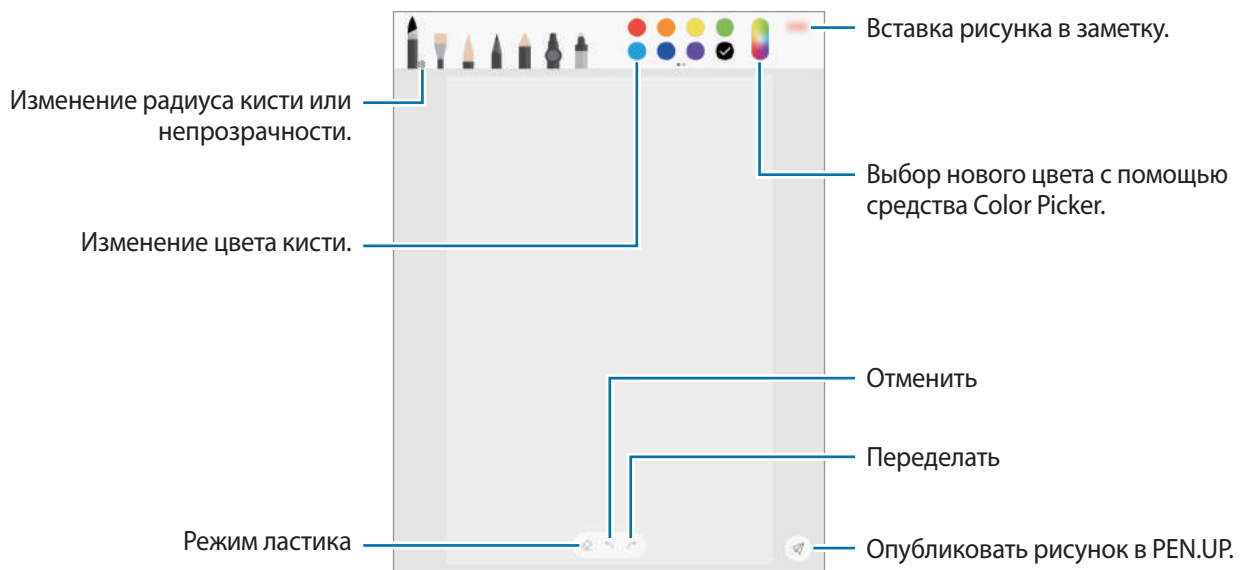 Вставка рисунка в заметку.
Изменение радиуса кисти или
непрозрачности.
Выбор нового цвета с помощью
средства Color Picker.
Изменение цвета кисти.
Отменить
Переделать
Режим ластика
Опубликовать рисунок в PEN.UP.